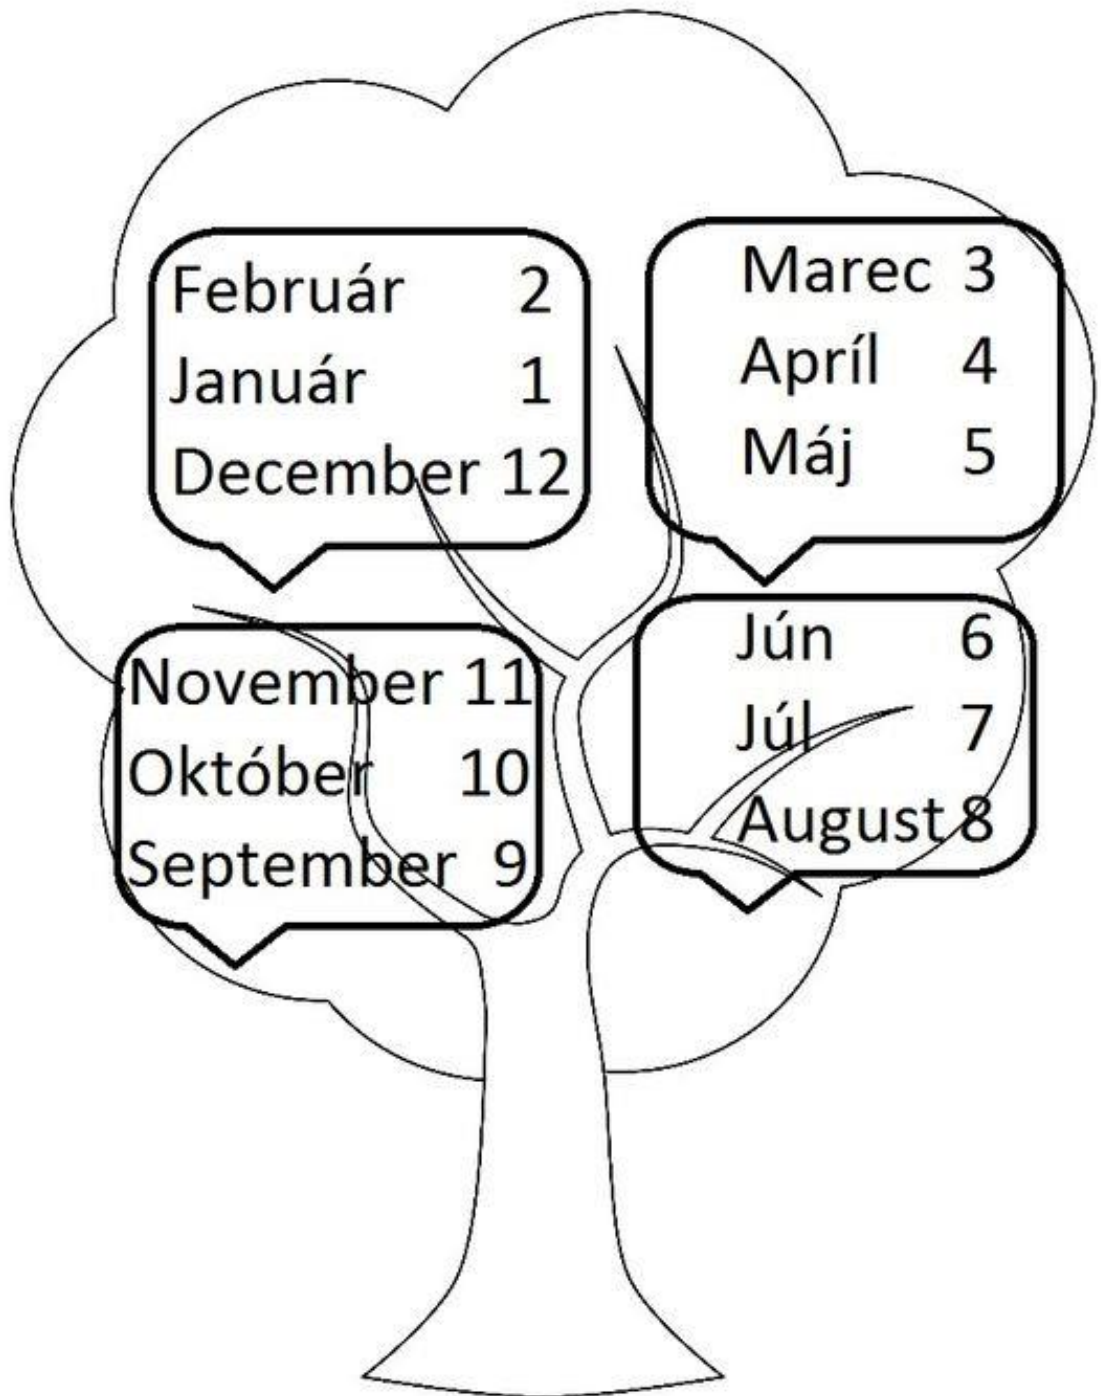 Február 2
Január 1
December 12
Marec 3
Apríl 4
Máj 5
November 11
Október 10
September 9
Jún 6
Júl 7
August 8